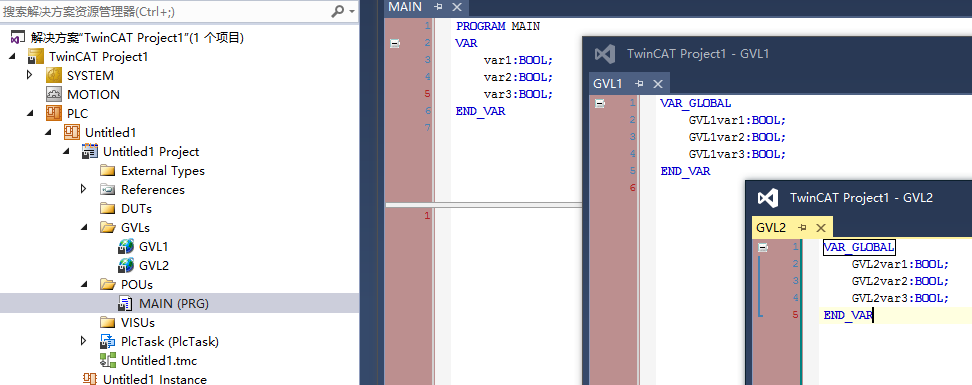 搜索解决方案资源管理器(Ctrl+;)
解决方案"TwinCAT Project1"(1 个项目)
TwinCAT Project1
SYSTEM
MOTION
PLC
Untitled1
Untitled1 Project
External Types
References
DUTs
GVLs
GVL1
GVL2
POUs
MAIN (PRG)
VISUs
PlcTask (PlcTask)
Untitled1.tmc
Untitled1 Instance
MAIN
1 PROGRAM MAIN
2 VAR
3 var1:BOOL;
4 var2:BOOL;
5 var3:BOOL;
6 END_VAR
7
1
TwinCAT Project1 - GVL1
GVL1
1 VAR_GLOBAL
2 GVL1var1:BOOL;
3 GVL1var2:BOOL;
4 GVL1var3:BOOL;
5 END_VAR
6
TwinCAT Project1 - GVL2
GVL2
1 VAR_GLOBAL
2 GVL2var1:BOOL;
3 GVL2var2:BOOL;
4 GVL2var3:BOOL;
5 END_VAR